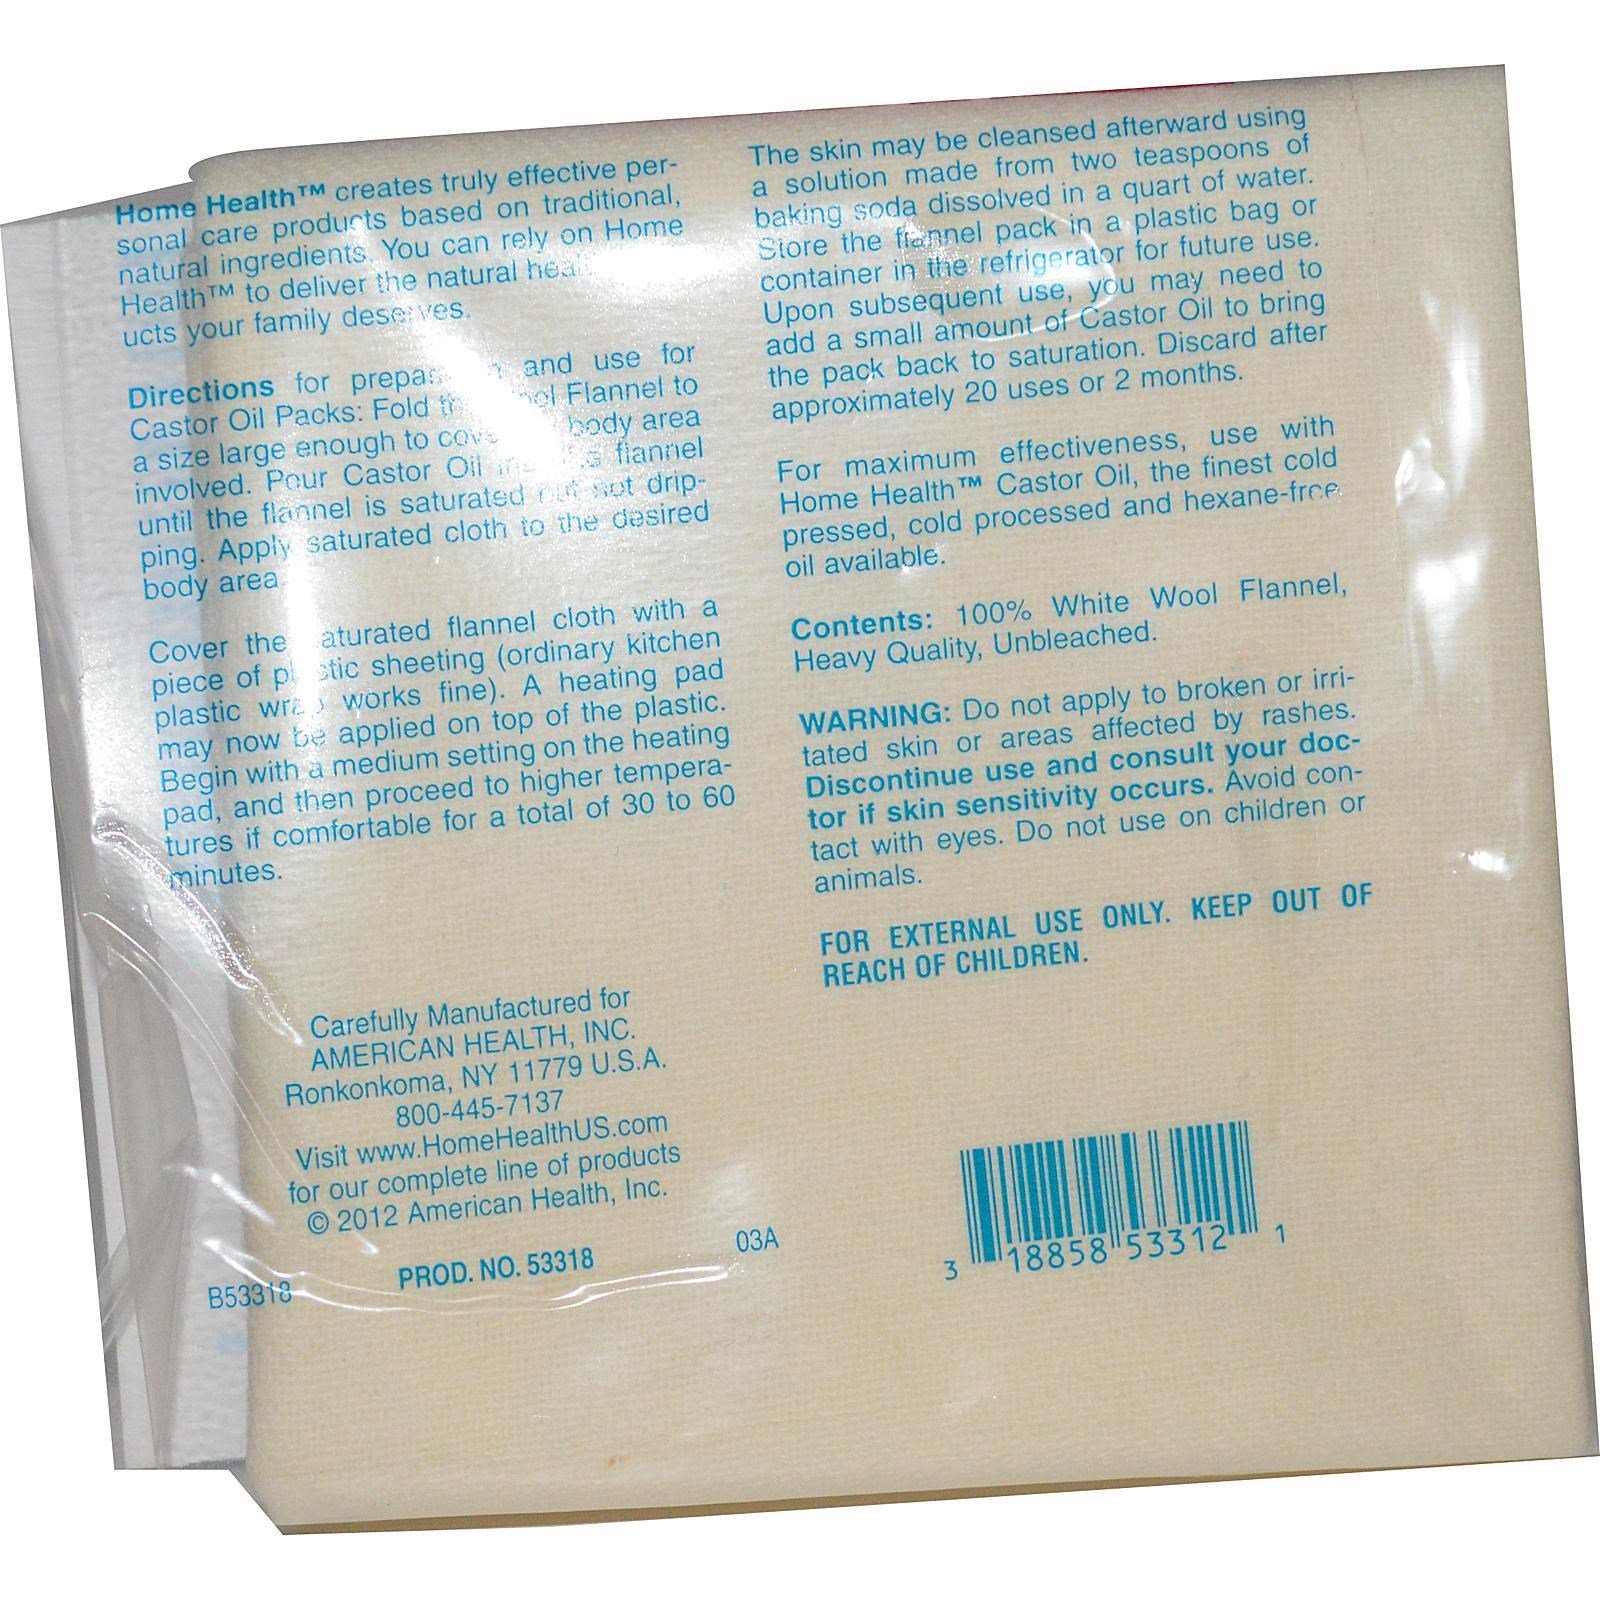 Home Health™ creates truly effective per-
sonal care products based on traditional,
natural ingredients. You can rely on Home
Health™ to deliver the natural
ucts your family deserves.
Directions for and use for
Castor Oil Packs: Fold Flannel to
a size large enough to body area
involved. Pour Castor Oil flannel
until the flannel is saturated but not drip-
ping. Apply saturated cloth to the desired
body area
Cover the saturated flannel cloth with a
piece of plastic sheeting (ordinary kitchen
plastic wrap works fine). A heating pad
may now be applied on top of the plastic.
Begin with a medium setting on the heating
pad, and then proceed to higher tempera-
tures if comfortable for a total of 30 to 60
minutes.
Carefully Manufactured for
AMERICAN HEALTH, INC.
Ronkonkoma, NY 11779 U.S.A.
800-445-7137
Visit www.HomeHealthUS.com
for our complete line of products
© 2012 American Health, Inc.
PROD. NO. 53318
03A
B53318
The skin may be cleansed afterward using
a solution made from two teaspoons of
baking soda dissolved in a quart of water.
Store the flannel pack in a plastic bag or
container in the refrigerator for future use.
Upon subsequent use, you may need to
add a small amount of Castor Oil to bring
the pack back to saturation. Discard after
approximately 20 uses or 2 months.
For maximum effectiveness, use with
Home Health™ Castor Oil, the finest cold
pressed, cold processed and hexane-free
oil available.
Contents: 100% White Wool Flannel,
Heavy Quality, Unbleached.
WARNING: Do not apply to broken or irri-
tated skin or areas affected by rashes.
Discontinue use and consult your doc-
tor if skin sensitivity occurs. Avoid con-
tact with eyes. Do not use on children or
animals.
FOR EXTERNAL USE ONLY. KEEP OUT OF
REACH OF CHILDREN.
3 18858 53312 1